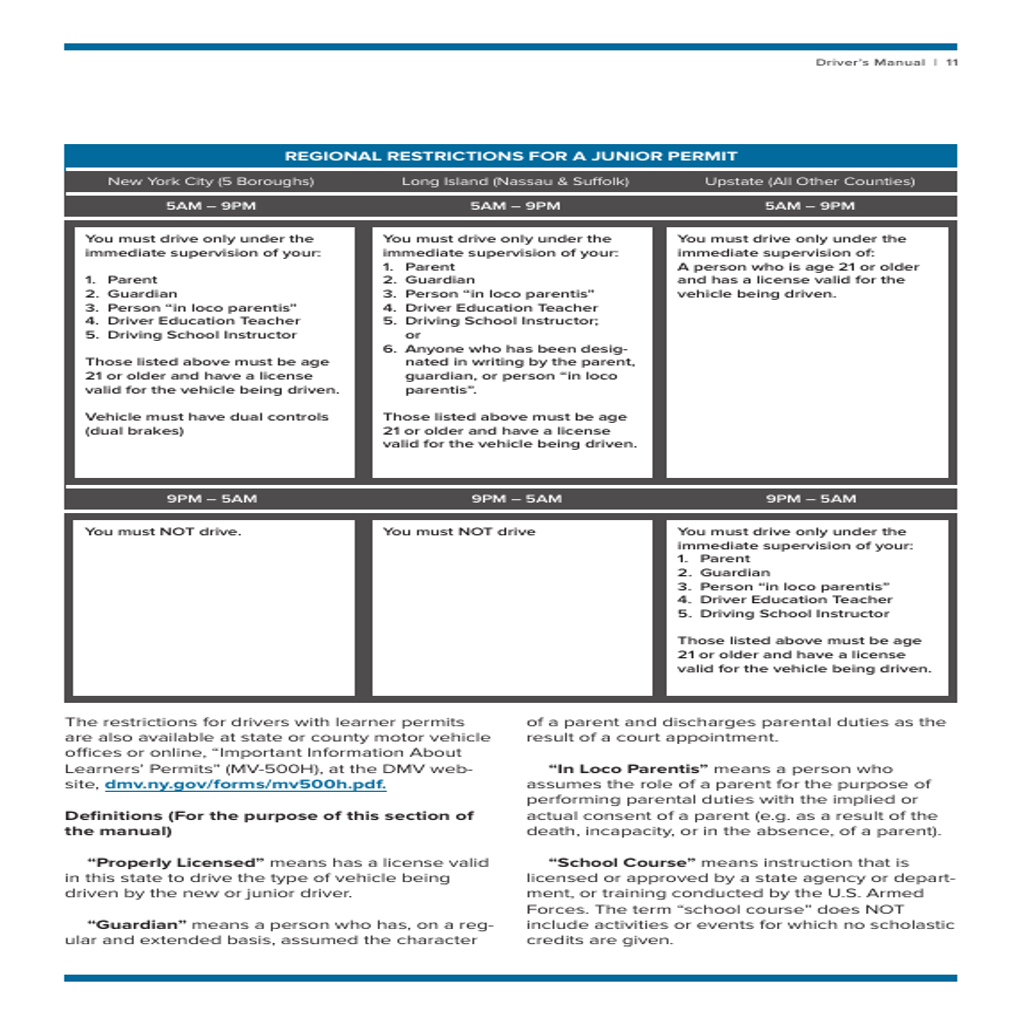 Driver's Manual | 11
REGIONAL RESTRICTIONS FOR A JUNIOR PERMIT
New York City (5 Boroughs)
Long Island (Nassau & Suffolk)
Upstate (All Other Counties)
5AM – 9PM
5AM – 9PM
5AM – 9PM
You must drive only under the
immediate supervision of your:
1. Parent
2. Guardian
3. Person “in loco parentis”
4. Driver Education Teacher
5. Driving School Instructor
Those listed above must be age
21 or older and have a license
valid for the vehicle being driven.
Vehicle must have dual controls
(dual brakes)
You must drive only under the
immediate supervision of your:
1. Parent
2. Guardian
3. Person “in loco parentis”
4. Driver Education Teacher
5. Driving School Instructor;
or
6. Anyone who has been desig-
nated in writing by the parent,
guardian, or person “in loco
parentis”.
Those listed above must be age
21 or older and have a license
valid for the vehicle being driven.
You must drive only under the
immediate supervision of:
A person who is age 21 or older
and has a license valid for the
vehicle being driven.
9PM – 5AM
9PM – 5AM
9PM – 5AM
You must NOT drive.
You must NOT drive
You must drive only under the
immediate supervision of your:
1. Parent
2. Guardian
3. Person “in loco parentis”
4. Driver Education Teacher
5. Driving School Instructor
Those listed above must be age
21 or older and have a license
valid for the vehicle being driven.
The restrictions for drivers with learner permits
are also available at state or county motor vehicle
offices or online, “Important Information About
Learners' Permits” (MV-500H), at the DMV web-
site, dmv.ny.gov/forms/mv500h.pdf.
Definitions (For the purpose of this section of
the manual)
“Properly Licensed” means has a license valid
in this state to drive the type of vehicle being
driven by the new or junior driver.
“Guardian” means a person who has, on a reg-
ular and extended basis, assumed the character
of a parent and discharges parental duties as the
result of a court appointment.
“In Loco Parentis” means a person who
assumes the role of a parent for the purpose of
performing parental duties with the implied or
actual consent of a parent (e.g. as a result of the
death, incapacity, or in the absence, of a parent).
“School Course” means instruction that is
licensed or approved by a state agency or depart-
ment, or training conducted by the U.S. Armed
Forces. The term “school course” does NOT
include activities or events for which no scholastic
credits are given.